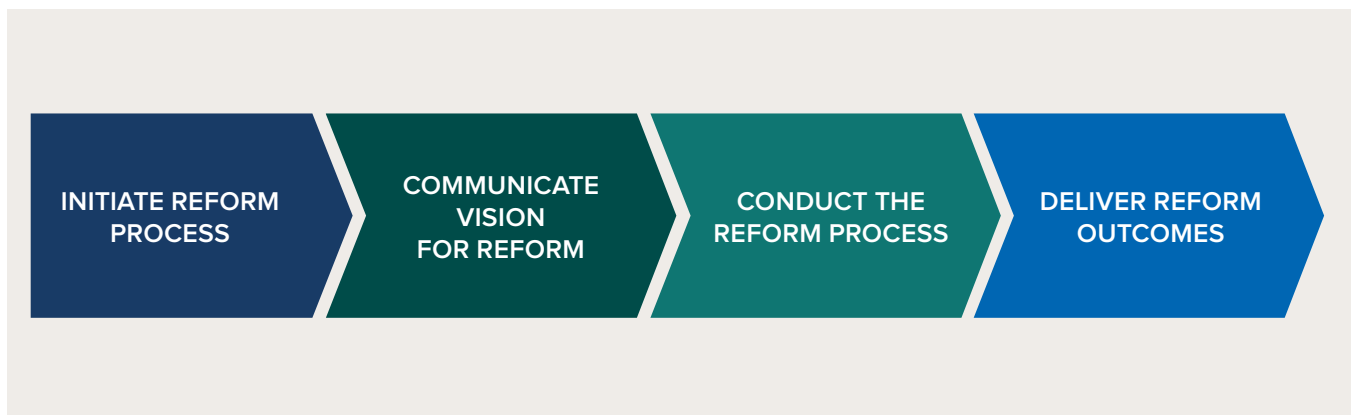 INITIATE REFORM
PROCESS
COMMUNICATE
VISION
FOR REFORM
CONDUCT THE
REFORM PROCESS
DELIVER REFORM
OUTCOMES